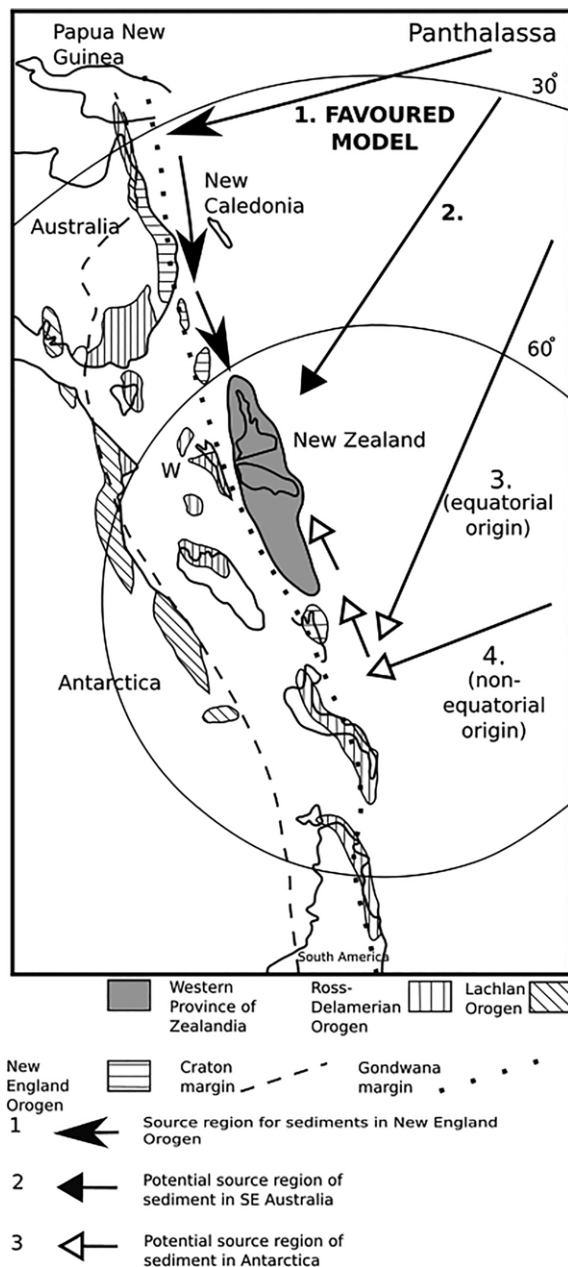 Papua New
Guinea
Panthalassa
30°
1. FAVOURED
MODEL
New
Caledonia
2.
Australia
60°
New Zealand
W
3.
(equatorial
origin)
Antarctica
4.
(non-
equatorial
origin)
South America
Western
Province of
Zealandia
Ross-
Delamerian
Orogen
Lachlan
Orogen
New
England
Orogen
Craton
margin
Gondwana
margin
1 Source region for sediments in New England
Orogen
2 Potential source region of
sediment in SE Australia
3 Potential source region of
sediment in Antarctica